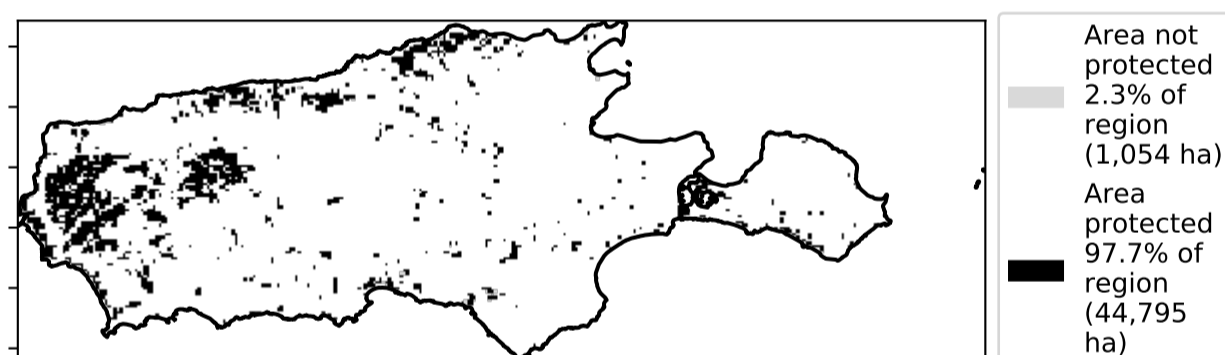 Area not
protected
2.3% of
region
(1,054 ha)
Area
protected
97.7% of
region
(44,795
ha)